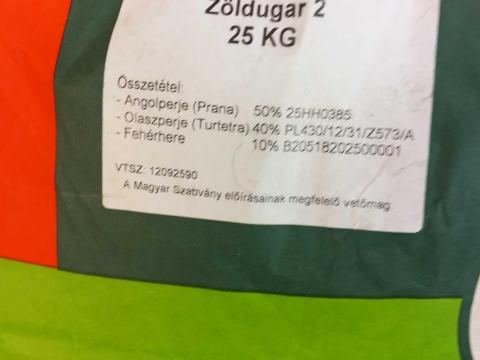 Zöldugar 2
25 KG
Összetétel:
- Angolperje (Prana) 50% 25HH0385
- Olaszperje (Turtetra) 40% PL430/12/31/Z573/A
- Fehérhere 10% B20518202500001
VTSZ: 12092590
A Magyar Szabvány előírásainak megfelelő vetőmag.